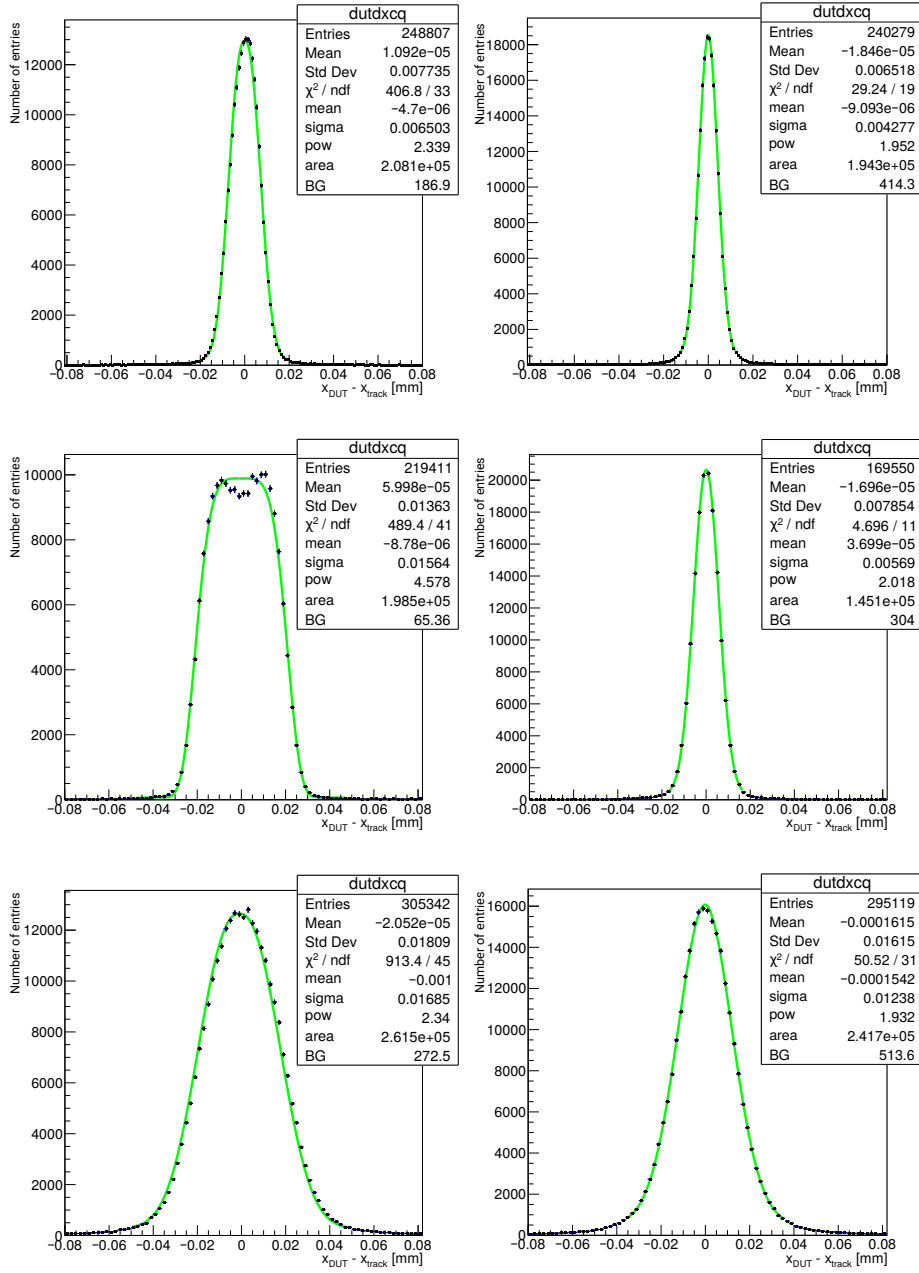 dutdxcq
Entries 248807
Mean 1.092e−05
Std Dev 0.007735
χ² / ndf 406.8 / 33
mean −4.7e−06
sigma 0.006503
pow 2.339
area 2.081e+05
BG 186.9
Number of entries
12000
10000
8000
6000
4000
2000
0
−0.08 −0.06 −0.04 −0.02 0 0.02 0.04 0.06 0.08
xDUT - xtrack [mm]
dutdxcq
Entries 240279
Mean −1.846e−05
Std Dev 0.006518
χ² / ndf 29.24 / 19
mean −9.093e−06
sigma 0.004277
pow 1.952
area 1.943e+05
BG 414.3
Number of entries
18000
16000
14000
12000
10000
8000
6000
4000
2000
0
−0.08 −0.06 −0.04 −0.02 0 0.02 0.04 0.06 0.08
xDUT - xtrack [mm]
dutdxcq
Entries 219411
Mean 5.998e−05
Std Dev 0.01363
χ² / ndf 489.4 / 41
mean −8.78e−06
sigma 0.01564
pow 4.578
area 1.985e+05
BG 65.36
Number of entries
10000
8000
6000
4000
2000
0
−0.08 −0.06 −0.04 −0.02 0 0.02 0.04 0.06 0.08
xDUT - xtrack [mm]
dutdxcq
Entries 169550
Mean −1.696e−05
Std Dev 0.007854
χ² / ndf 4.696 / 11
mean 3.699e−05
sigma 0.00569
pow 2.018
area 1.451e+05
BG 304
Number of entries
20000
18000
16000
14000
12000
10000
8000
6000
4000
2000
0
−0.08 −0.06 −0.04 −0.02 0 0.02 0.04 0.06 0.08
xDUT - xtrack [mm]
dutdxcq
Entries 305342
Mean −2.052e−05
Std Dev 0.01809
χ² / ndf 913.4 / 45
mean −0.001
sigma 0.01685
pow 2.34
area 2.615e+05
BG 272.5
Number of entries
12000
10000
8000
6000
4000
2000
0
−0.08 −0.06 −0.04 −0.02 0 0.02 0.04 0.06 0.08
xDUT - xtrack [mm]
dutdxcq
Entries 295119
Mean −0.0001615
Std Dev 0.01615
χ² / ndf 50.52 / 31
mean −0.0001542
sigma 0.01238
pow 1.932
area 2.417e+05
BG 513.6
Number of entries
16000
14000
12000
10000
8000
6000
4000
2000
0
−0.08 −0.06 −0.04 −0.02 0 0.02 0.04 0.06 0.08
xDUT - xtrack [mm]